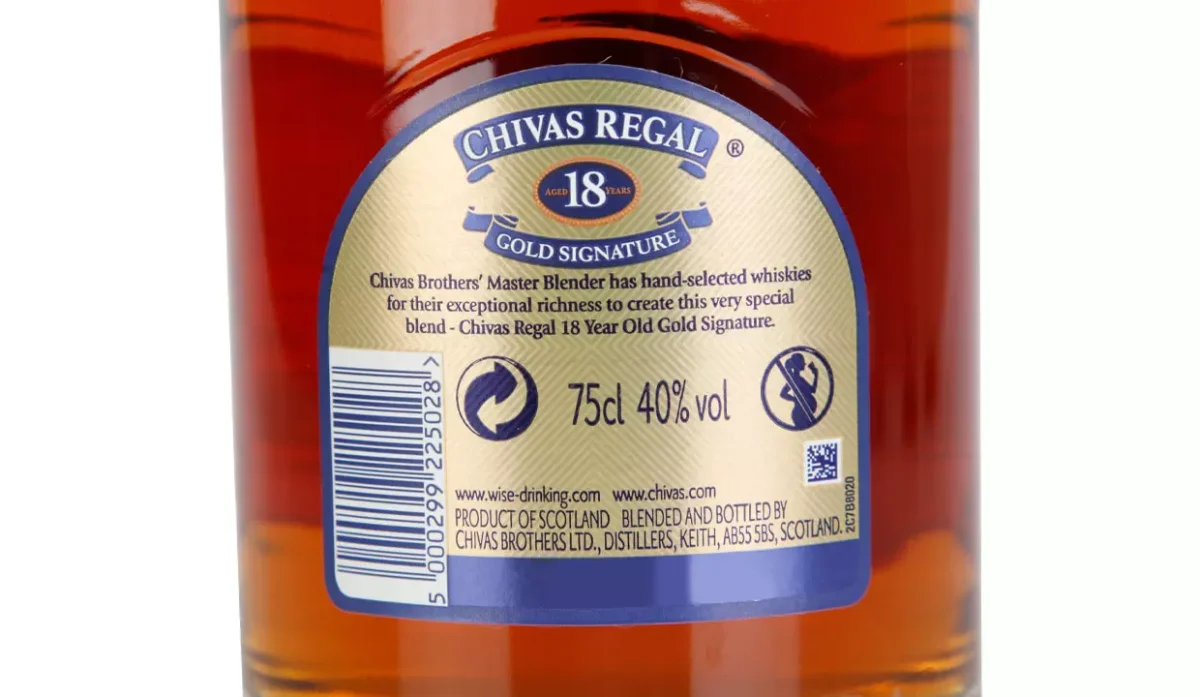 CHIVAS REGAL ®
AGED 18 YEARS
GOLD SIGNATURE
Chivas Brothers' Master Blender has hand-selected whiskies
for their exceptional richness to create this very special
blend - Chivas Regal 18 Year Old Gold Signature.
75cl 40% vol
5 000299 225028 >
www.wise-drinking.com www.chivas.com
PRODUCT OF SCOTLAND BLENDED AND BOTTLED BY
CHIVAS BROTHERS LTD., DISTILLERS, KEITH, AB55 5BS, SCOTLAND.
2C7B8020